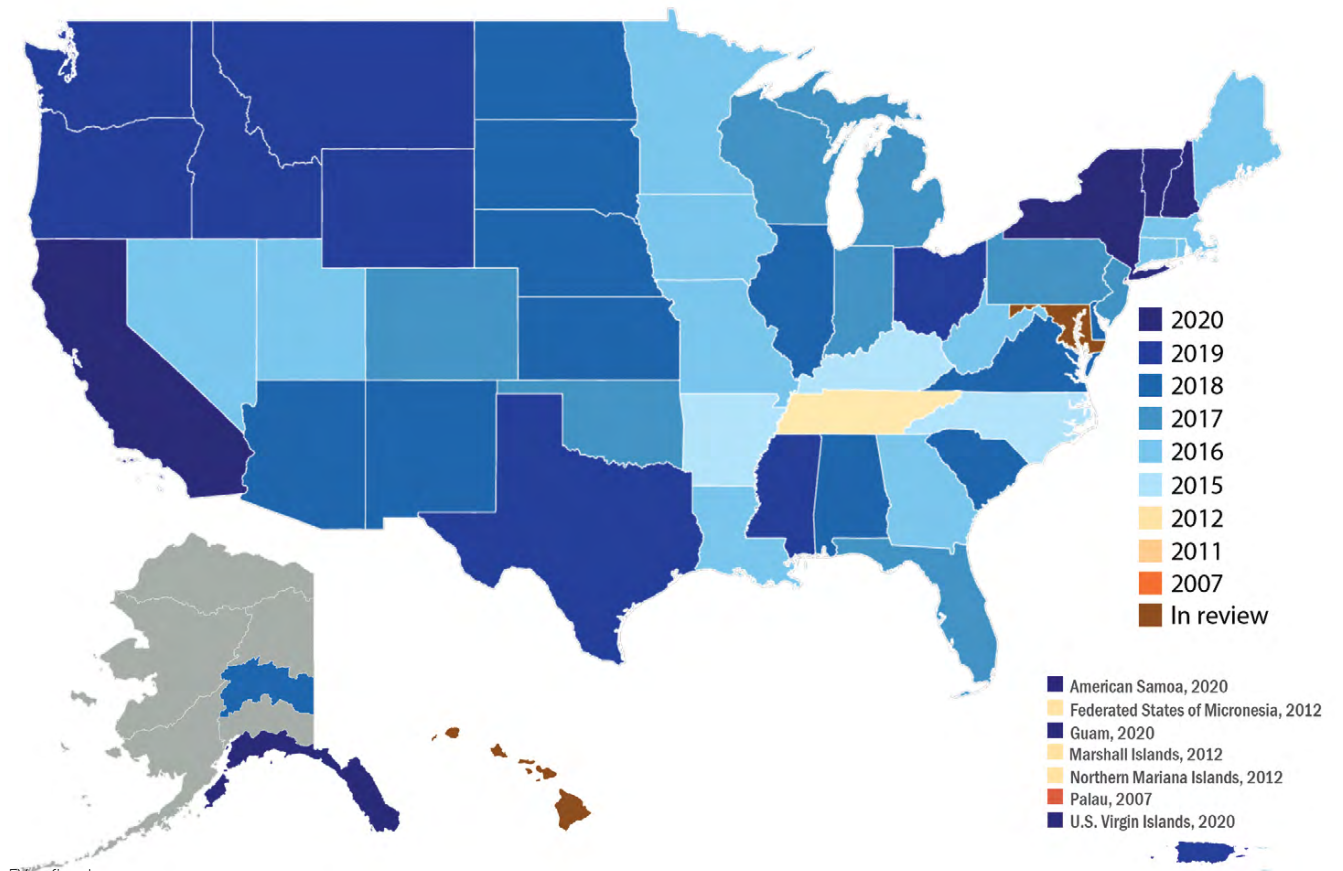 2020
2019
2018
2017
2016
2015
2012
2011
2007
In review
American Samoa, 2020
Federated States of Micronesia, 2012
Guam, 2020
Marshall Islands, 2012
Northern Mariana Islands, 2012
Palau, 2007
U.S. Virgin Islands, 2020